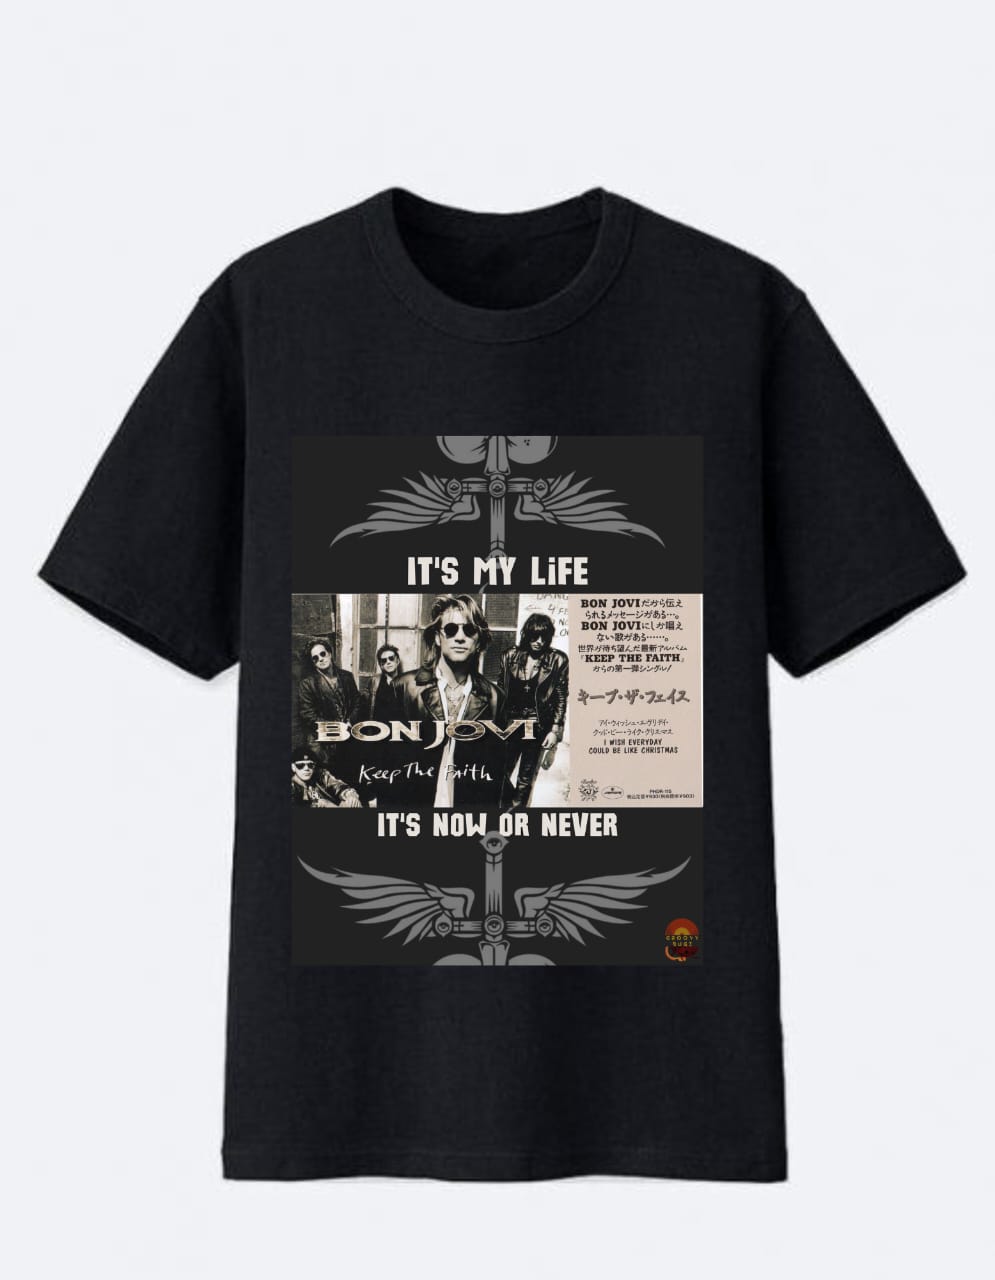 IT'S MY LiFE
BON JOVIだから伝え
られるメッセージがある…。
BON JOVIにしか唱え
ない歌がある……。
世界が待ち望んだ最新アルバム
「KEEP THE FAITH」
からの第一弾シングル!
キープ・ザ・フェイス
アイ・ウィッシュ・エヴリデイ・
クッド・ビー・ライク・クリスマス
I WISH EVERYDAY
COULD BE LIKE CHRISTMAS
PHDR-115
BON JOVI
Keep The Faith
IT'S NOW OR NEVER
GROOVY
BUGZ